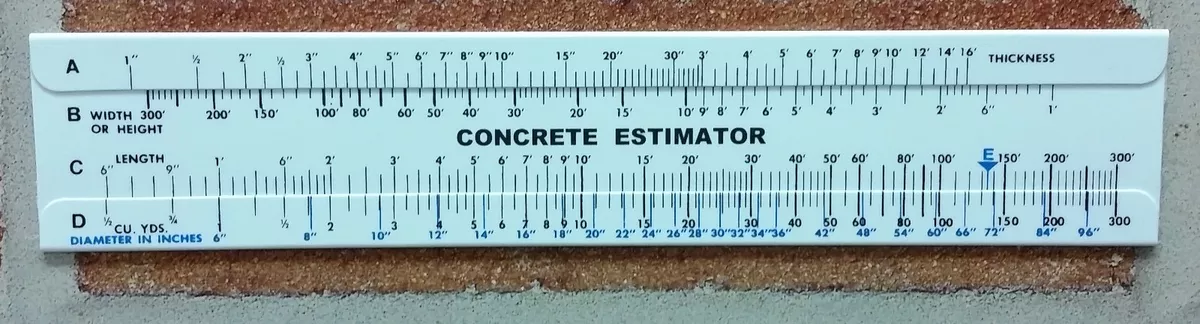 A 1″ ½ 2″ ½ 3″ 4″ 5″ 6″ 7″ 8″ 9″ 10″ 15″ 20″ 30″ 3′ 4′ 5′ 6′ 7′ 8′ 9′ 10′ 12′ 14′ 16′ THICKNESS
B WIDTH 300′ 200′ 150′ 100′ 80′ 60′ 50′ 40′ 30′ 20′ 15′ 10′ 9′ 8′ 7′ 6′ 5′ 4′ 3′ 2′ 6″ 1′
OR HEIGHT
CONCRETE ESTIMATOR
LENGTH
C 6″ 9″ 1′ 6″ 2′ 3′ 4′ 5′ 6′ 7′ 8′ 9′ 10′ 15′ 20′ 30′ 40′ 50′ 60′ 80′ 100′ E 150′ 200′ 300′
D ½ CU. YDS. ¾ 1 ½ 2 3 4 5 6 7 8 9 10 15 20 30 40 50 60 80 100 150 200 300
DIAMETER IN INCHES 6″ 8″ 10″ 12″ 14″ 16″ 18″ 20″ 22″ 24″ 26″ 28″ 30″ 32″ 34″ 36″ 42″ 48″ 54″ 60″ 66″ 72″ 84″ 96″